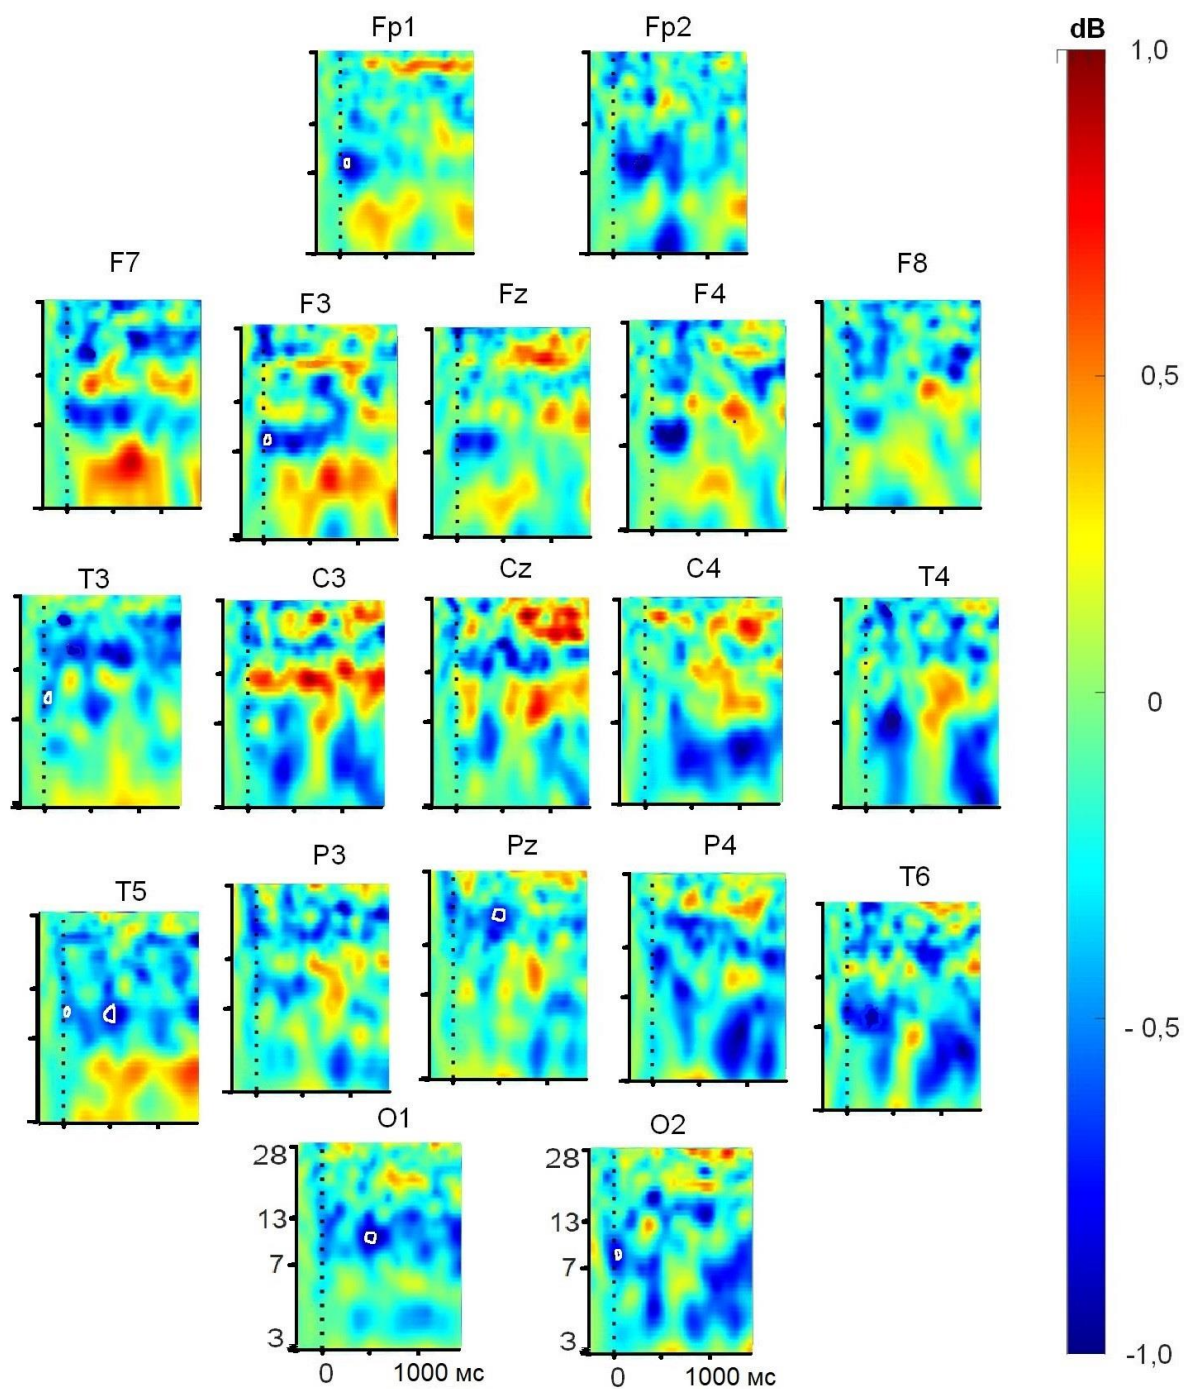 Fp1 Fp2 dB
1,0
F7 F8
F3 Fz F4
0,5
T3 C3 Cz C4 T4
0
T5 P3 Pz P4 T6
- 0,5
O1 O2
28 28
13 13
7 7
3 3
0 1000 мс 0 1000 мс
-1,0